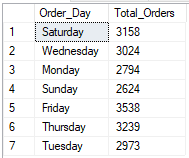 Order_Day Total_Orders
1 Saturday 3158
2 Wednesday 3024
3 Monday 2794
4 Sunday 2624
5 Friday 3538
6 Thursday 3239
7 Tuesday 2973